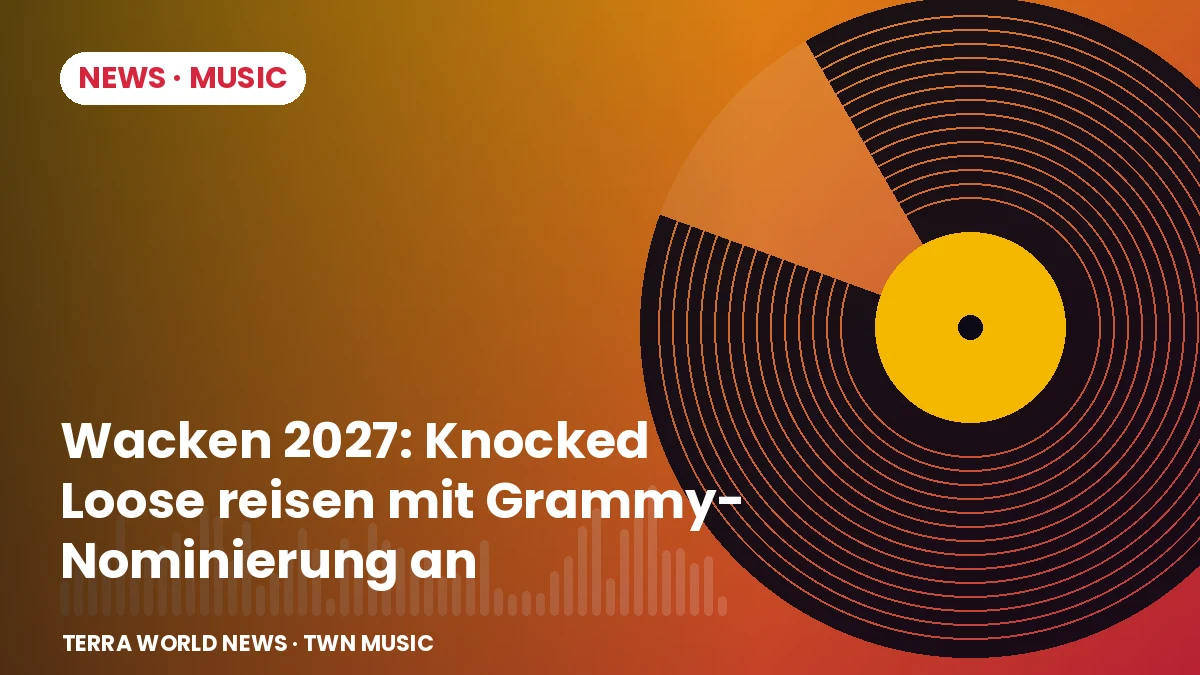 NEWS · MUSIC
Wacken 2027: Knocked
Loose reisen mit Grammy-
Nominierung an
TERRA WORLD NEWS · TWN MUSIC